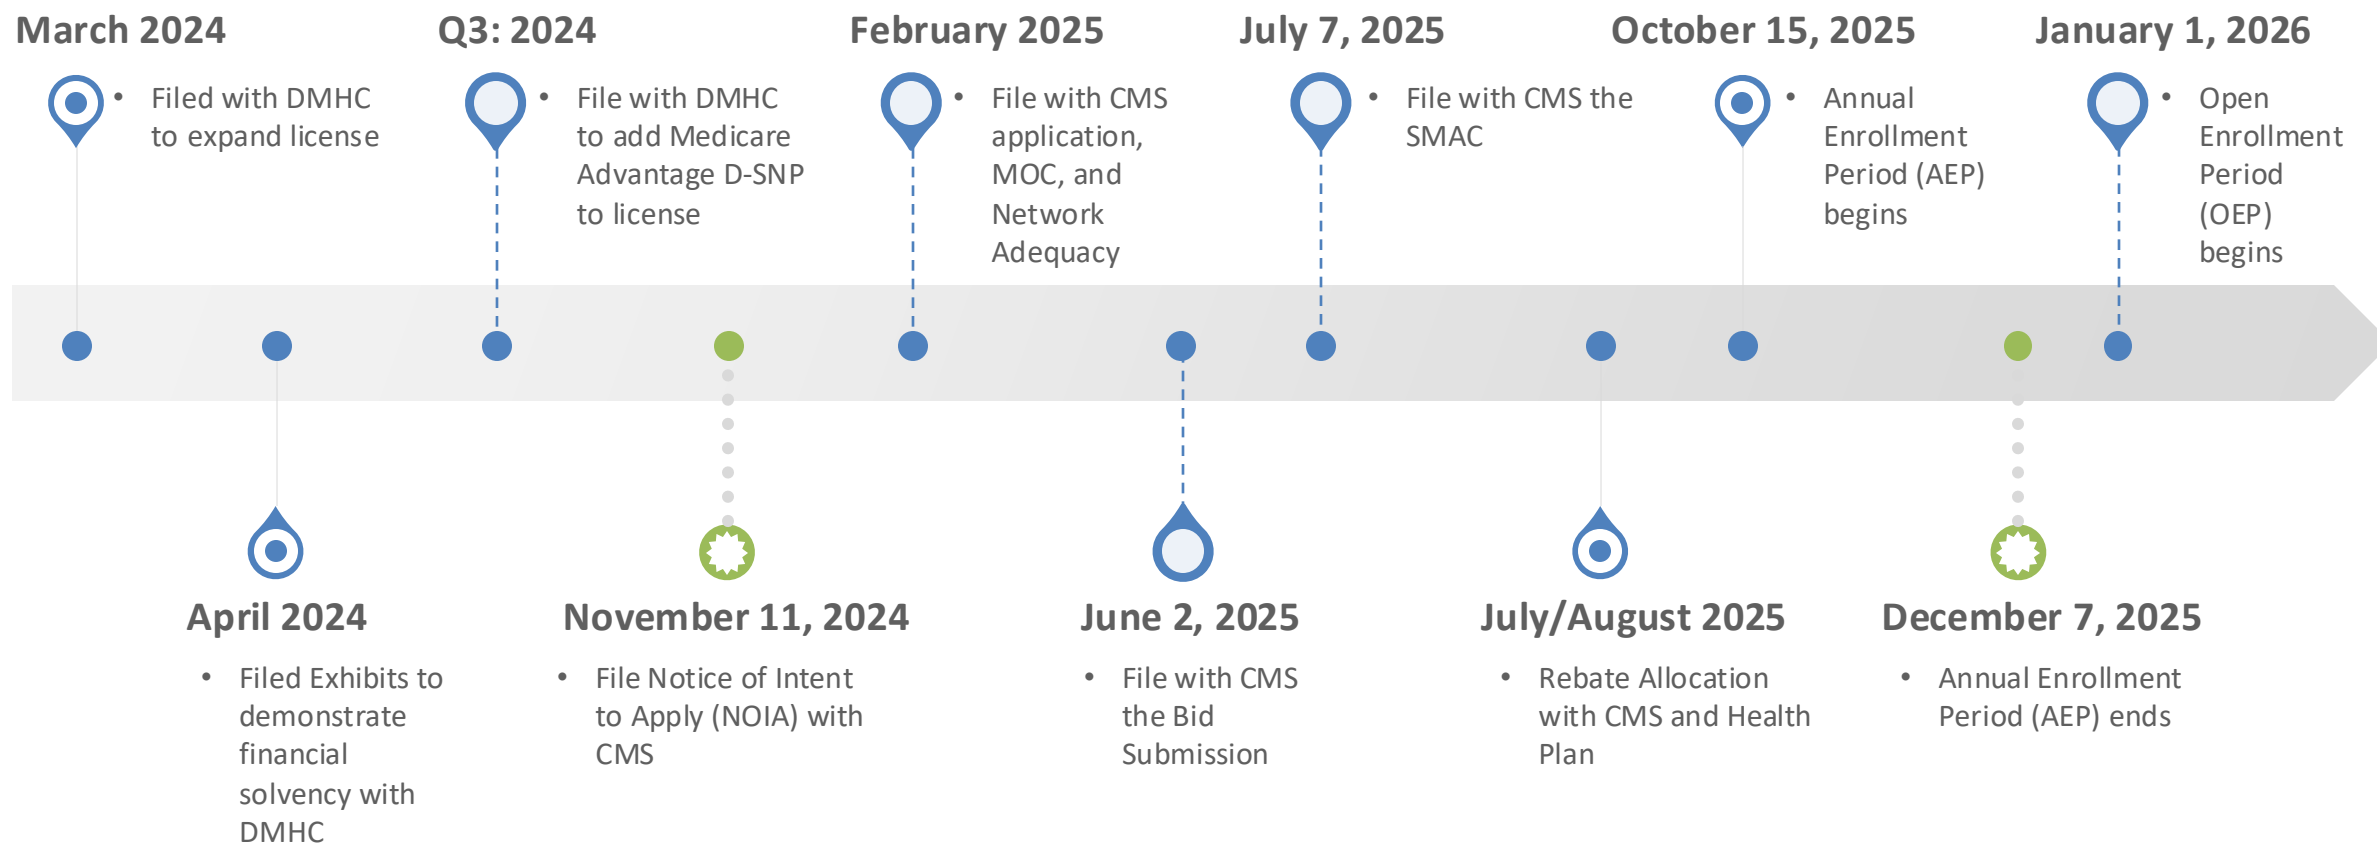 March 2024
• Filed with DMHC
to expand license
Q3: 2024
• File with DMHC
to add Medicare
Advantage D-SNP
to license
February 2025
• File with CMS
application,
MOC, and
Network
Adequacy
July 7, 2025
• File with CMS the
SMAC
October 15, 2025
• Annual
Enrollment
Period (AEP)
begins
January 1, 2026
• Open
Enrollment
Period
(OEP)
begins
April 2024
• Filed Exhibits to
demonstrate
financial
solvency with
DMHC
November 11, 2024
• File Notice of Intent
to Apply (NOIA) with
CMS
June 2, 2025
• File with CMS
the Bid
Submission
July/August 2025
• Rebate Allocation
with CMS and Health
Plan
December 7, 2025
• Annual Enrollment
Period (AEP) ends